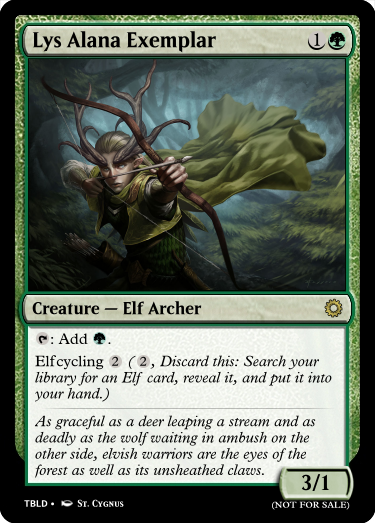 Lys Alana Exemplar 1
Creature — Elf Archer
: Add .
Elfcycling 2 ( 2, Discard this: Search your
library for an Elf card, reveal it, and put it into
your hand.)
As graceful as a deer leaping a stream and as
deadly as the wolf waiting in ambush on the
other side, elvish warriors are the eyes of the
forest as well as its unsheathed claws.
3/1
TBLD • St. Cygnus (NOT FOR SALE)